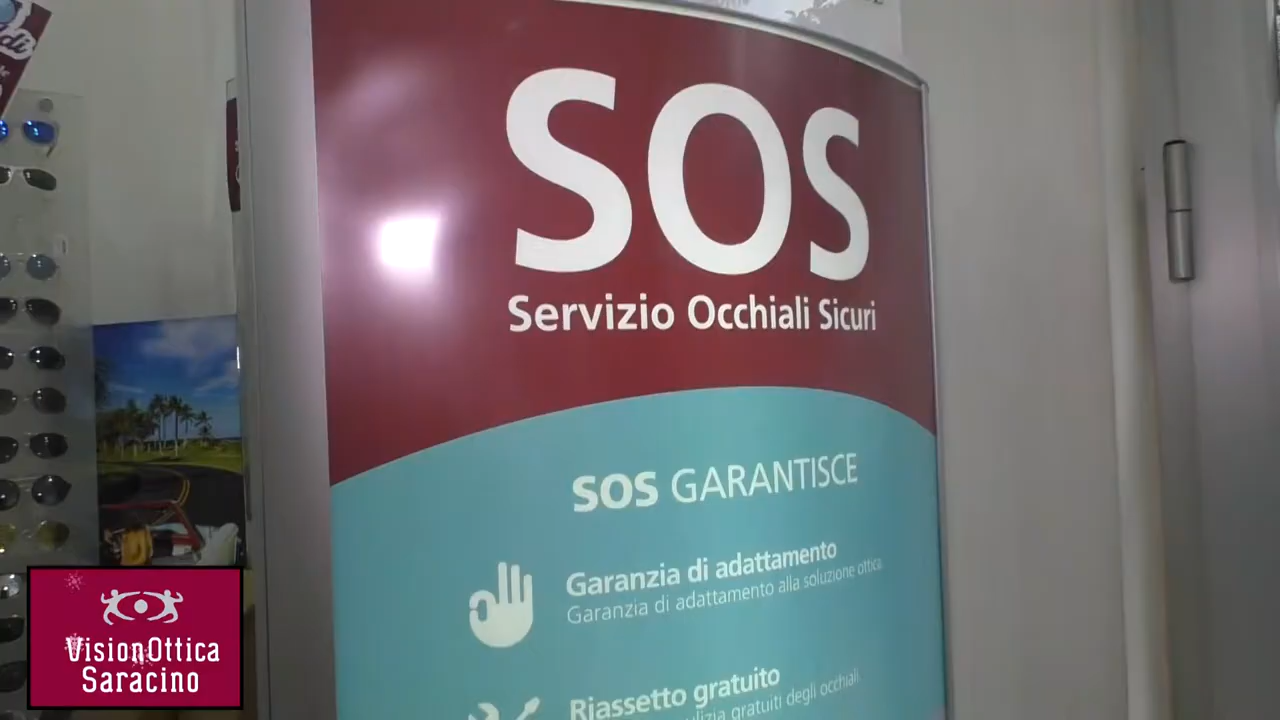 SOS
Servizio Occhiali Sicuri
SOS GARANTISCE
Garanzia di adattamento
Garanzia di adattamento alla soluzione ottica
Riassetto gratuito
gratuiti degli occhiali
VisionOttica
Saracino